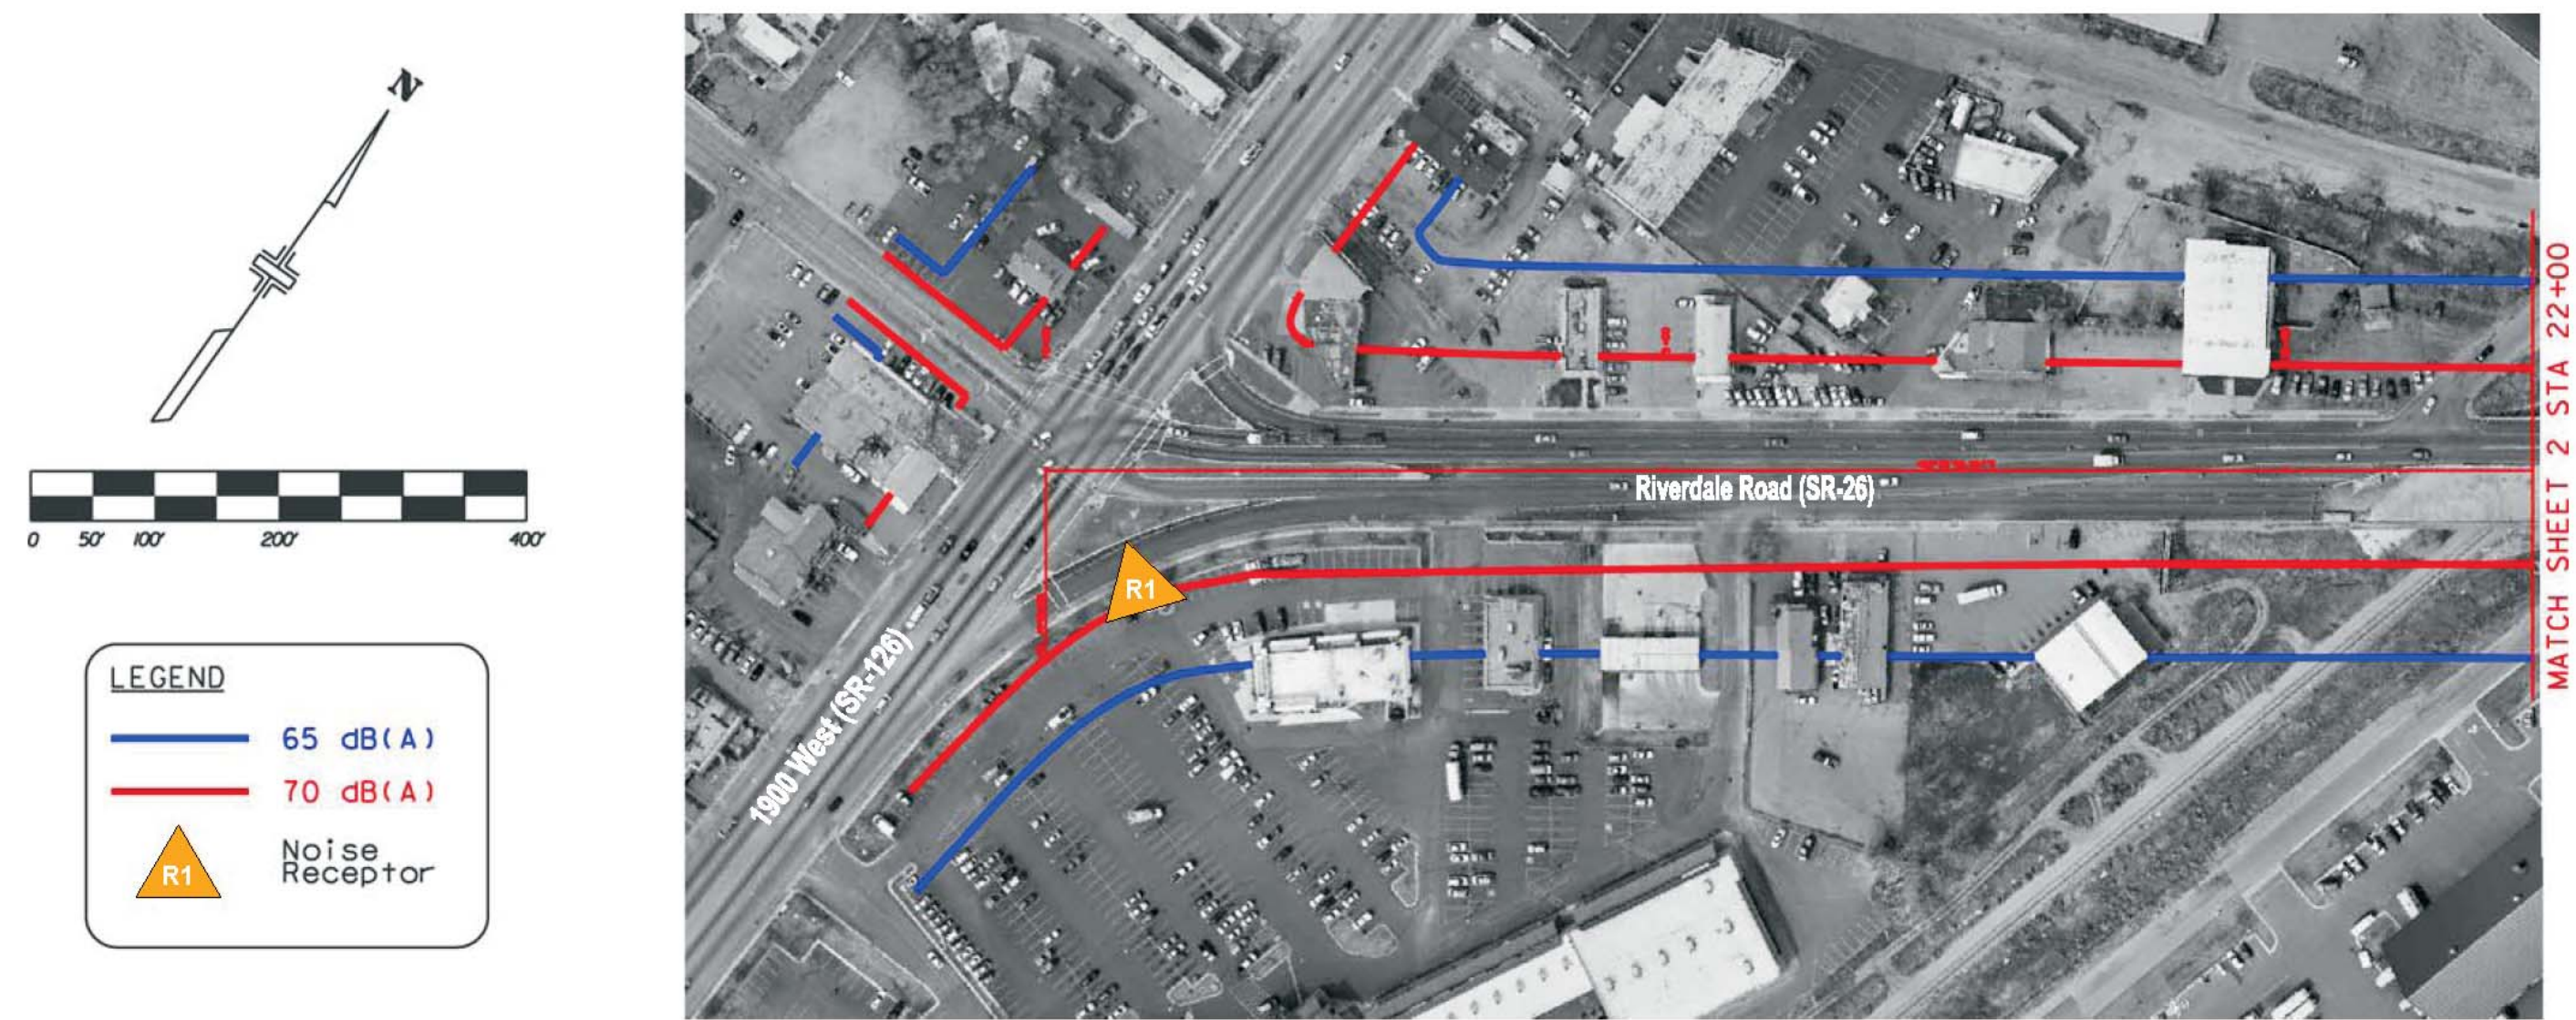 N
0 50' 100' 200' 400'
LEGEND
65 dB(A)
70 dB(A)
R1
Noise
Receptor
R1
Riverdale Road (SR-26)
1900 West (SR-126)
MATCH SHEET 2 STA 22+00